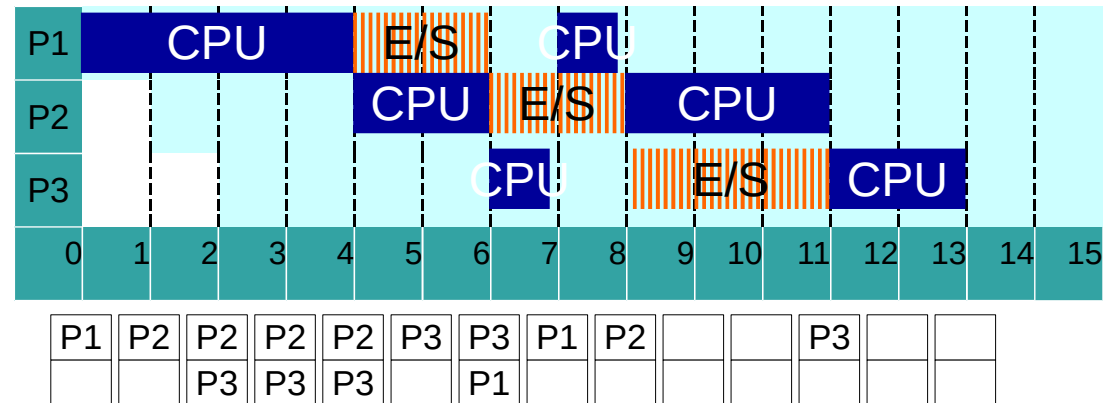 P1 CPU E/S CPU
P2 CPU E/S CPU
P3 CPU E/S CPU
0 1 2 3 4 5 6 7 8 9 10 11 12 13 14 15
P1 P2 P2 P2 P2 P3 P3 P1 P2 P3
P3 P3 P3 P1